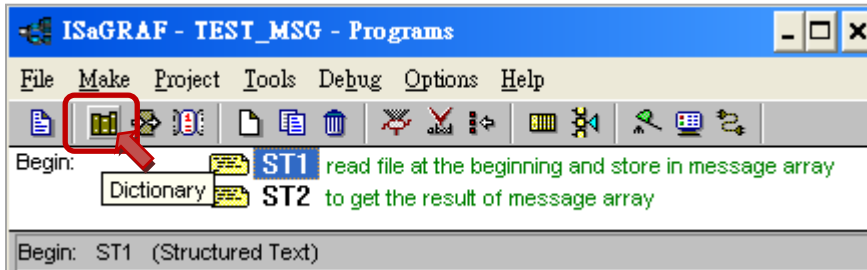 ISaGRAF - TEST_MSG - Programs
File Make Project Tools Debug Options Help
Begin: ST1 read file at the beginning and store in message array
Dictionary
ST2 to get the result of message array
Begin: ST1 (Structured Text)